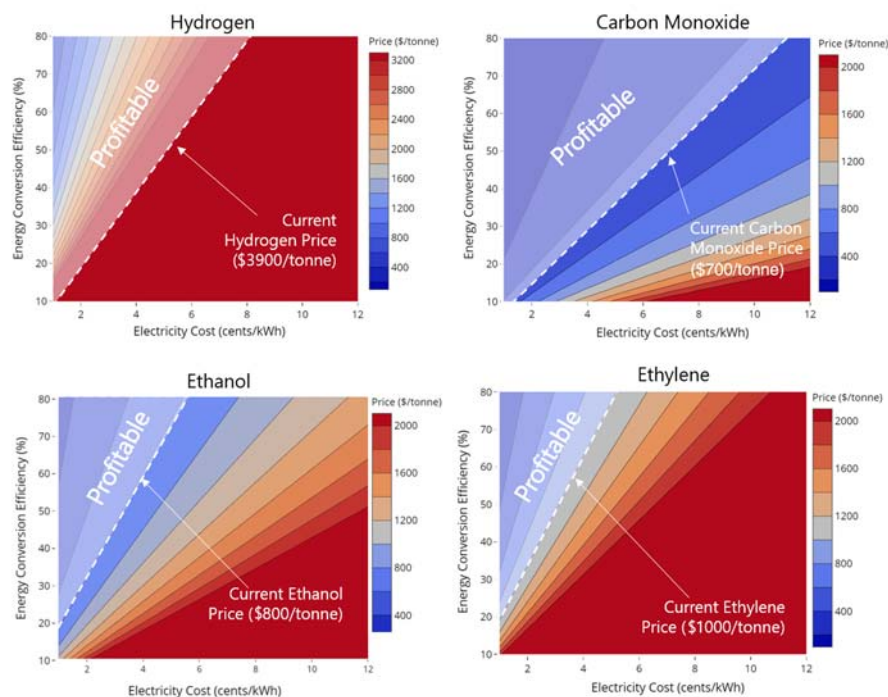 Hydrogen
Price ($/tonne)
3200
2800
2400
2000
1600
1200
800
400
Energy Conversion Efficiency (%)
80
70
60
50
40
30
20
10
Profitable
Current
Hydrogen Price
($3900/tonne)
2
4
6
8
10
12
Electricity Cost (cents/kWh)
Carbon Monoxide
Price ($/tonne)
2000
1600
1200
800
400
Energy Conversion Efficiency (%)
80
70
60
50
40
30
20
10
Profitable
Current Carbon
Monoxide Price
($700/tonne)
2
4
6
8
10
12
Electricity Cost (cents/kWh)
Ethanol
Price ($/tonne)
2000
1600
1200
800
400
Energy Conversion Efficiency (%)
80
70
60
50
40
30
20
10
Profitable
Current Ethanol
Price ($800/tonne)
2
4
6
8
10
12
Electricity Cost (cents/kWh)
Ethylene
Price ($/tonne)
2000
1600
1200
800
400
Energy Conversion Efficiency (%)
80
70
60
50
40
30
20
10
Profitable
Current Ethylene
Price ($1000/tonne)
2
4
6
8
10
12
Electricity Cost (cents/kWh)